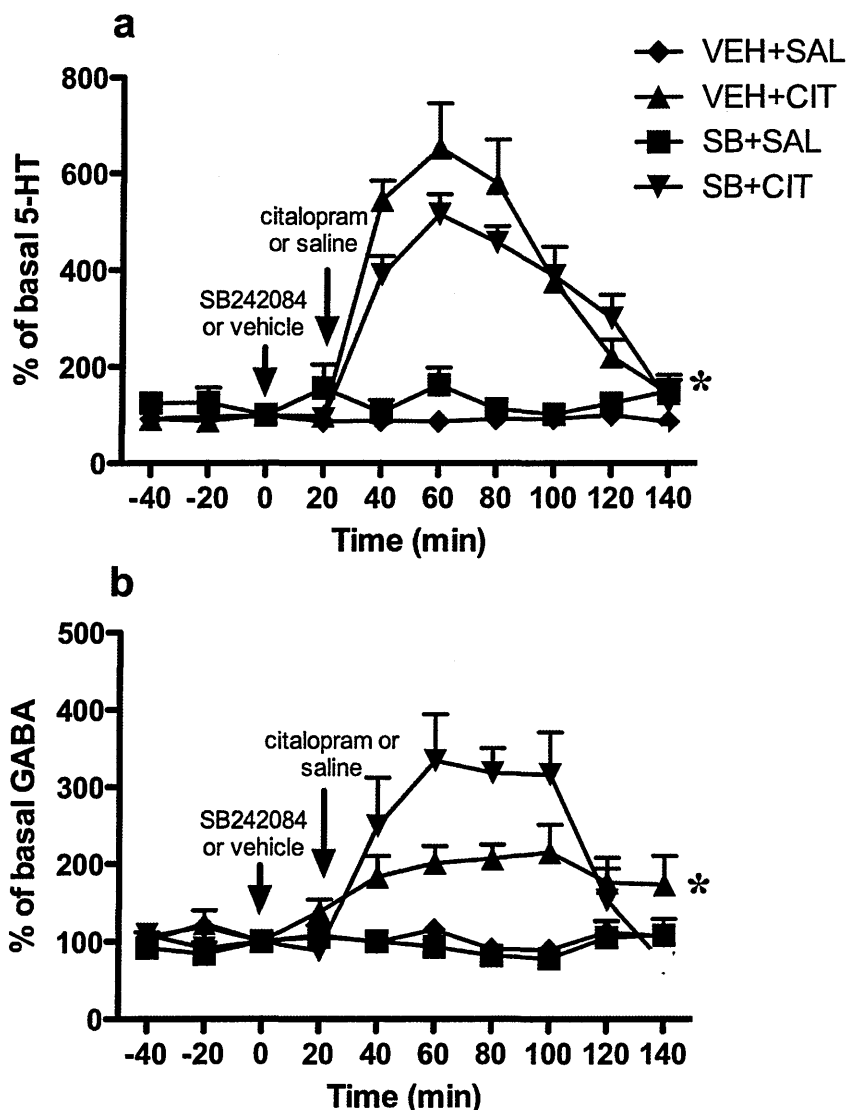 a
VEH+SAL
VEH+CIT
SB+SAL
SB+CIT
% of basal 5-HT
800
600
400
200
0
citalopram
or saline
SB242084
or vehicle
*
-40 -20 0 20 40 60 80 100 120 140
Time (min)
b
% of basal GABA
500
400
300
200
100
0
citalopram or
saline
SB242084
or vehicle
*
-40 -20 0 20 40 60 80 100 120 140
Time (min)